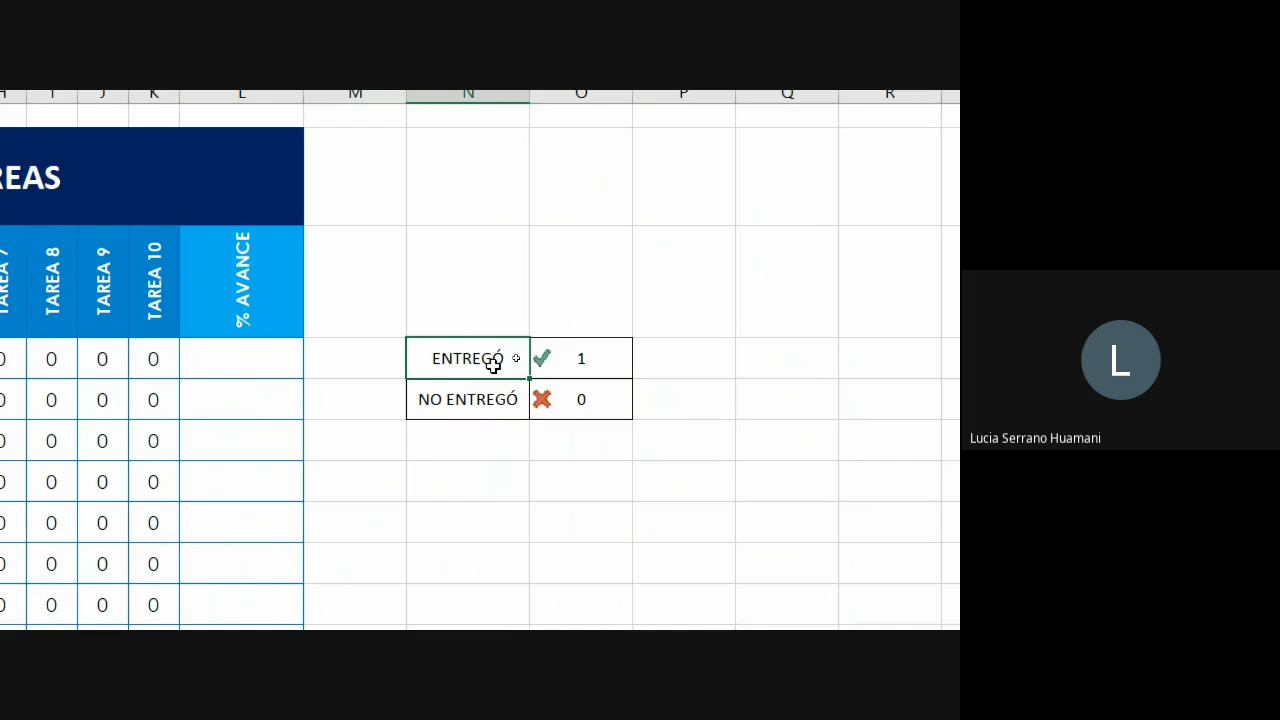 H I J K L M N O P Q R
REAS
TAREA 7 TAREA 8 TAREA 9 TAREA 10 % AVANCE
0 0 0 0 ENTREGÓ 1
0 0 0 0 NO ENTREGÓ 0
0 0 0 0
0 0 0 0
0 0 0 0
0 0 0 0
0 0 0 0
L
Lucia Serrano Huamani